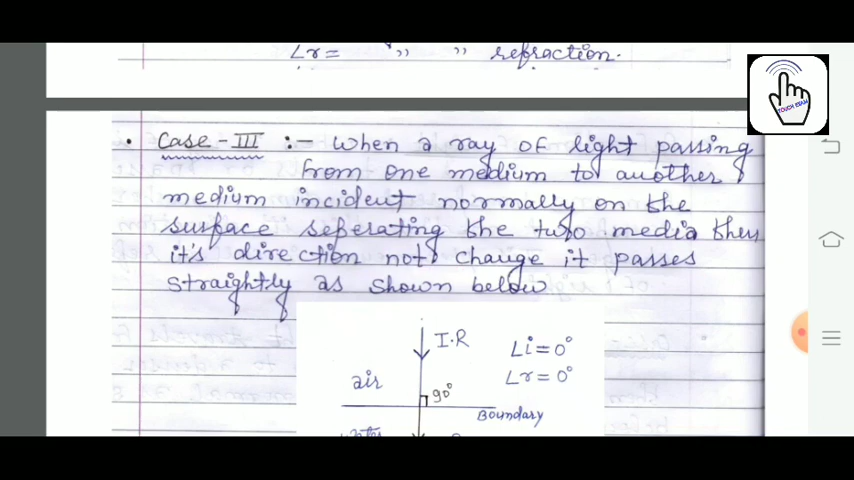 ∠r = " " refraction.
TOUCH EXAM
• Case-III :- When a ray of light passing
from one medium to another
medium incident normally on the
surface seperating the two media then
it's direction not change it passes
straightly as shown below
I.R
∠i=0°
∠r=0°
air
90°
Boundary